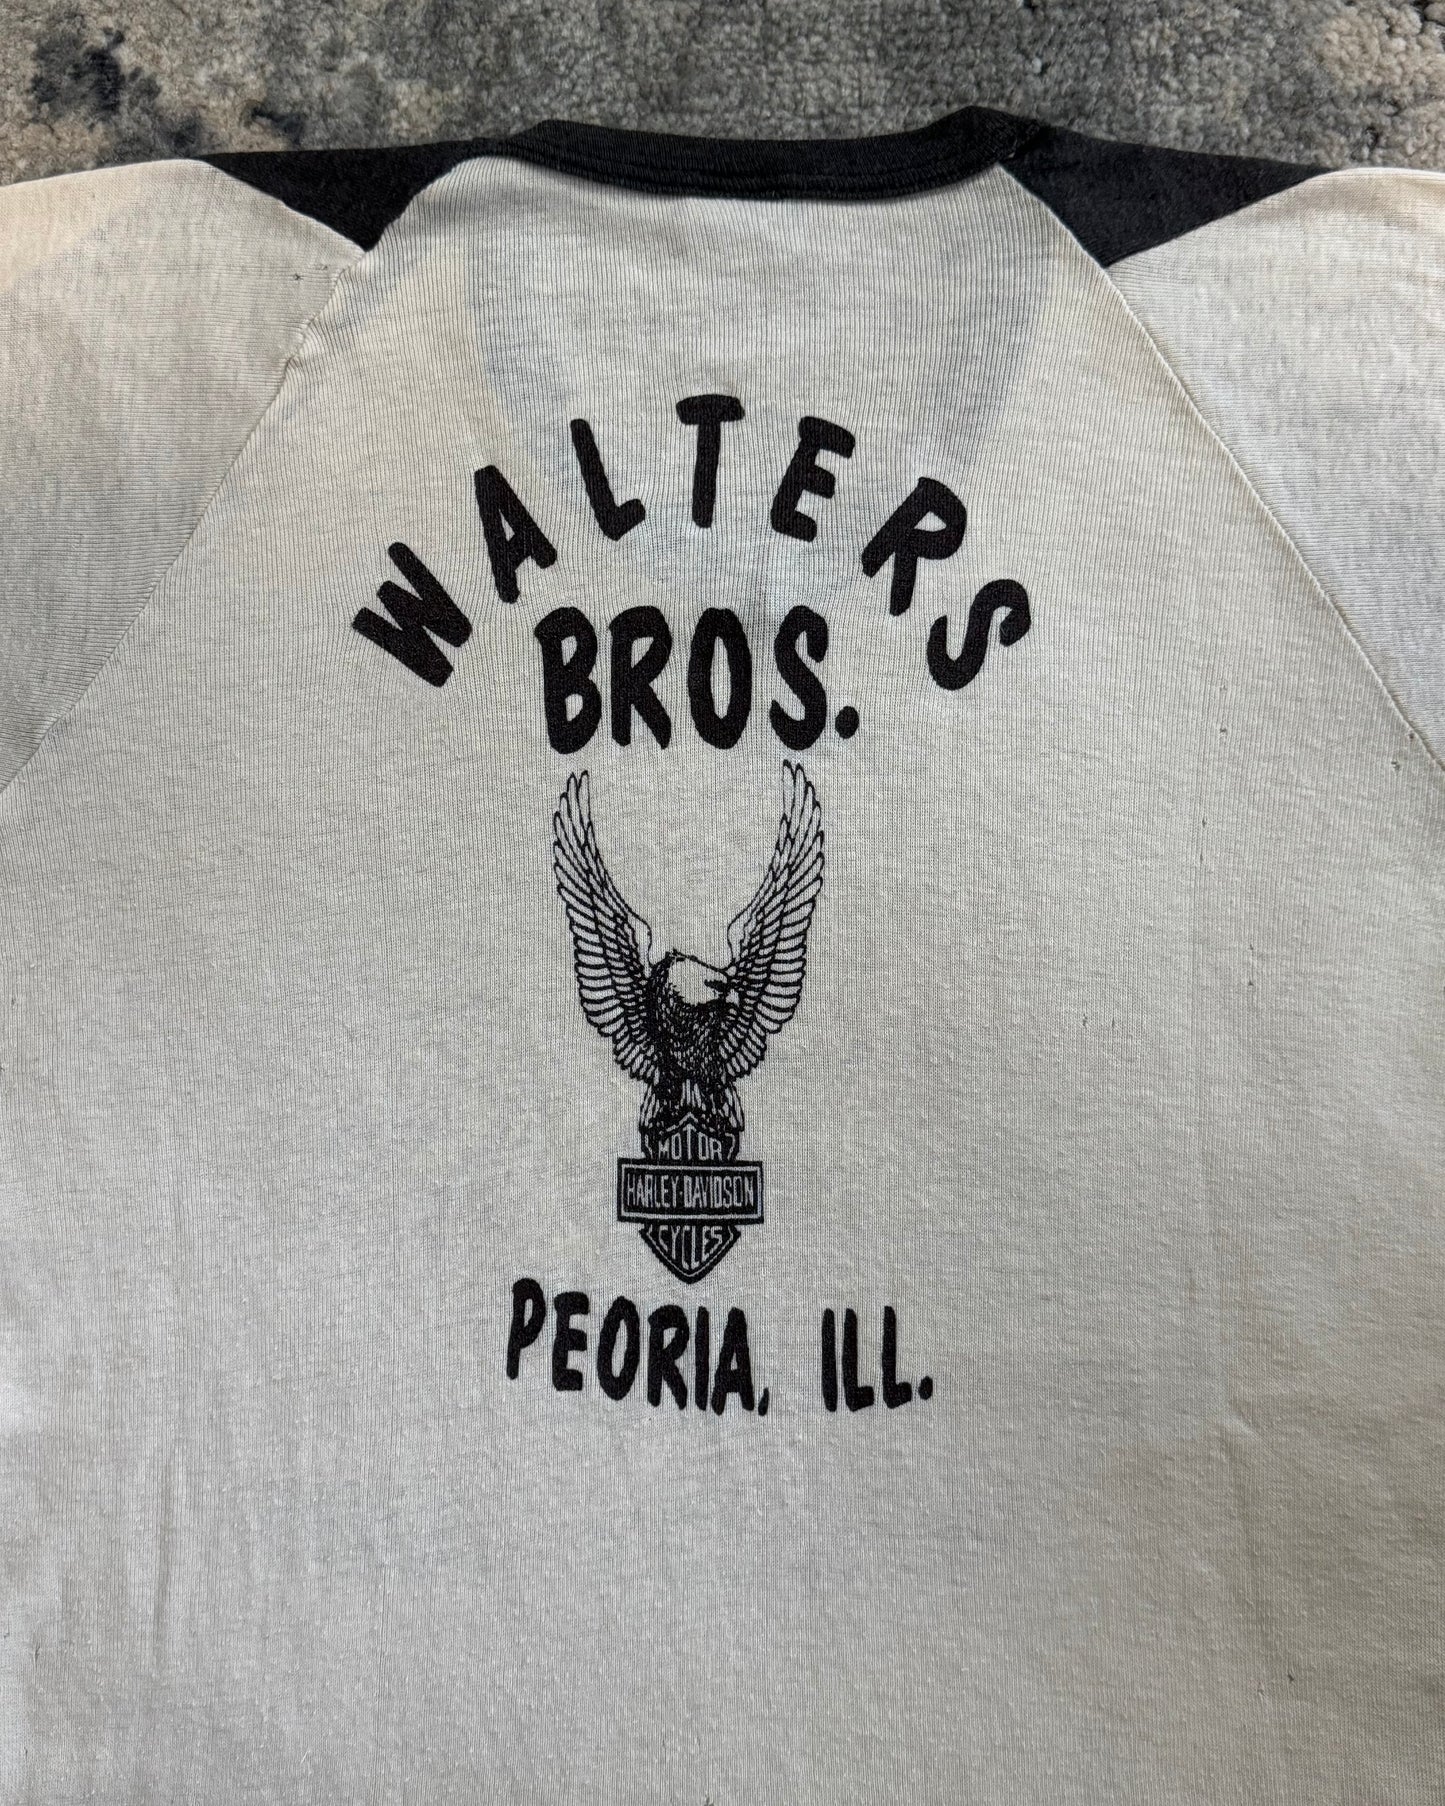 WALTERS
BROS.
MOTOR
HARLEY-DAVIDSON
CYCLES
PEORIA, ILL.